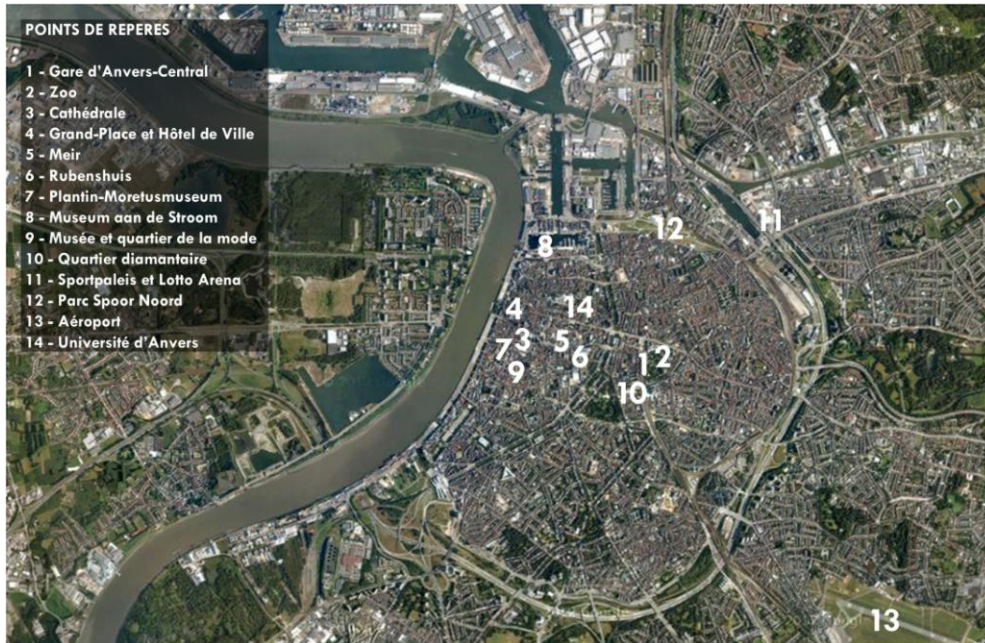 POINTS DE REPERES
1 - Gare d'Anvers-Central
2 - Zoo
3 - Cathédrale
4 - Grand-Place et Hôtel de Ville
5 - Meir
6 - Rubenshuis
7 - Plantin-Moretusmuseum
8 - Museum aan de Stroom
9 - Musée et quartier de la mode
10 - Quartier diamantaire
11 - Sportpaleis et Lotto Arena
12 - Parc Spoor Noord
13 - Aéroport
14 - Université d'Anvers
11
12
8
4
14
3
5
7
6
1
2
9
10
13